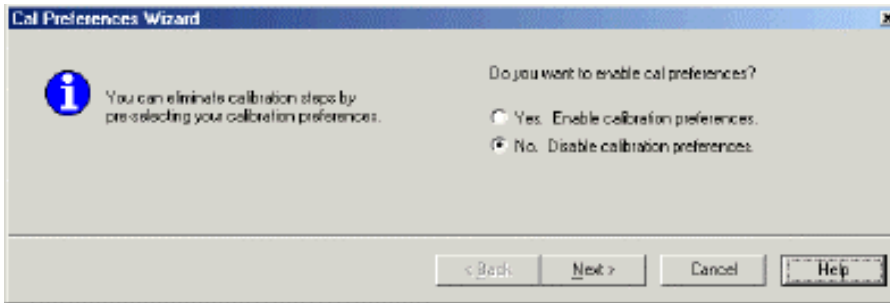 Cal Preferences Wizard
You can eliminate calibration steps by
pre-selecting your calibration preferences.
Do you want to enable cal preferences?
Yes. Enable calibration preferences.
No. Disable calibration preferences.
< Back
Next >
Cancel
Help